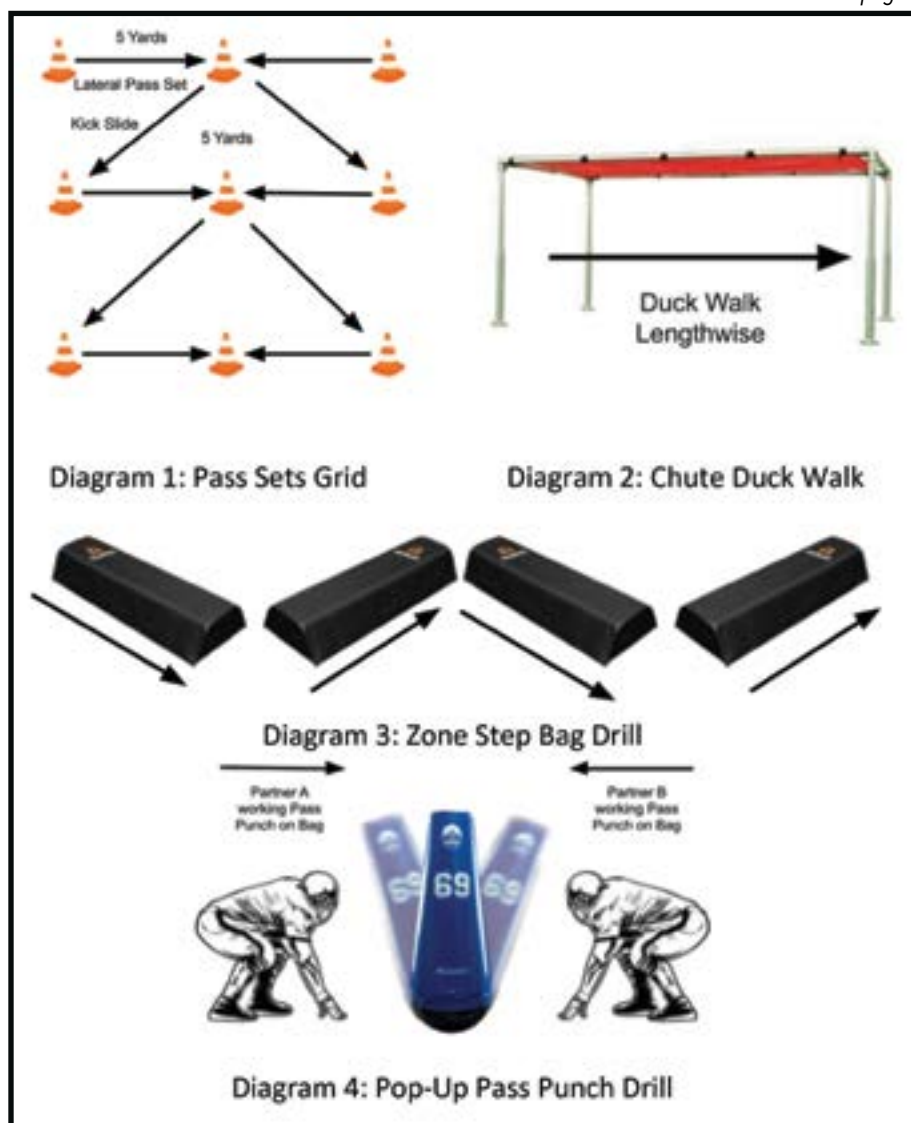 5 Yards
Lateral Pass Set
Kick Slide
5 Yards
Duck Walk
Lengthwise
Diagram 1: Pass Sets Grid
Diagram 2: Chute Duck Walk
Diagram 3: Zone Step Bag Drill
Partner A
working Pass
Punch on Bag
Partner B
working Pass
Punch on Bag
69
69
69
Diagram 4: Pop-Up Pass Punch Drill